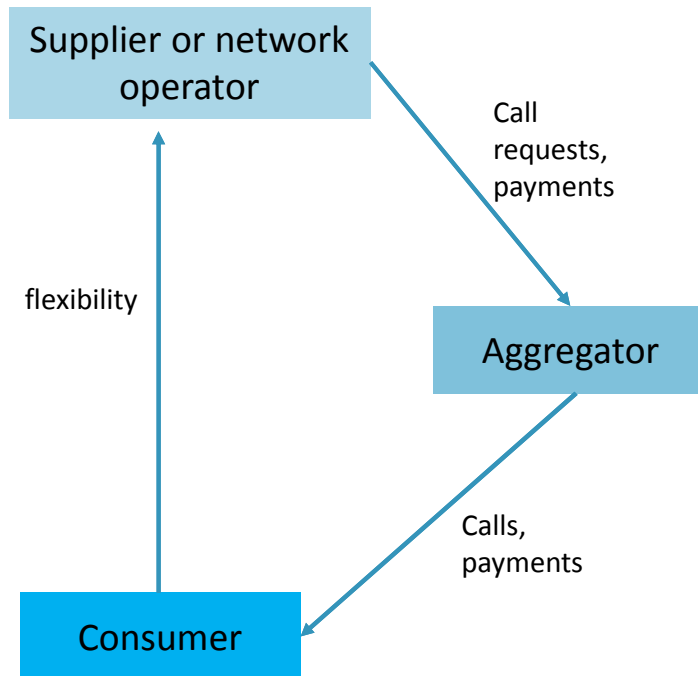 Supplier or network
operator
Call
requests,
payments
flexibility
Aggregator
Calls,
payments
Consumer